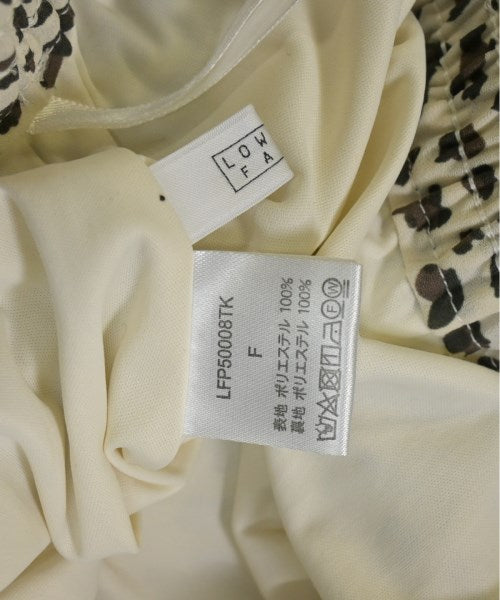 LOW
FA
LFP50008TK
F
表地 ポリエステル 100%
裏地 ポリエステル 100%